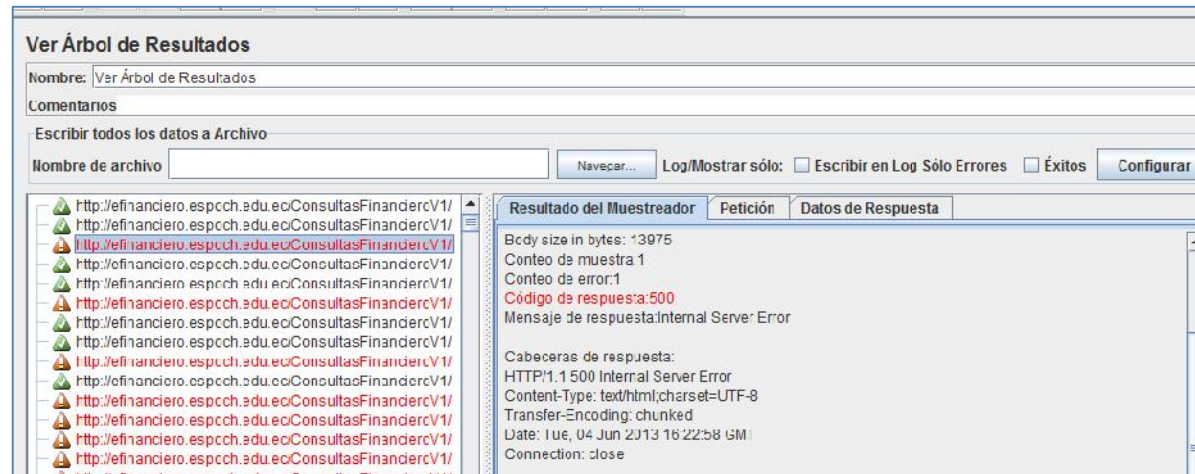 Ver Árbol de Resultados
Nombre: Ver Árbol de Resultados
Comentarios
Escribir todos los datos a Archivo
Nombre de archivo Navegar... Log/Mostrar sólo: Escribir en Log Sólo Errores Éxitos Configurar
http://efinanciero.espoch.edu.ec/ConsultasFinancieroV1/
http://efinanciero.espoch.edu.ec/ConsultasFinancieroV1/
http://efinanciero.espoch.edu.ec/ConsultasFinancieroV1/
http://efinanciero.espoch.edu.ec/ConsultasFinancieroV1/
http://efinanciero.espoch.edu.ec/ConsultasFinancieroV1/
http://efinanciero.espoch.edu.ec/ConsultasFinancieroV1/
http://efinanciero.espoch.edu.ec/ConsultasFinancieroV1/
http://efinanciero.espoch.edu.ec/ConsultasFinancieroV1/
http://efinanciero.espoch.edu.ec/ConsultasFinancieroV1/
http://efinanciero.espoch.edu.ec/ConsultasFinancieroV1/
http://efinanciero.espoch.edu.ec/ConsultasFinancieroV1/
http://efinanciero.espoch.edu.ec/ConsultasFinancieroV1/
http://efinanciero.espoch.edu.ec/ConsultasFinancieroV1/
http://efinanciero.espoch.edu.ec/ConsultasFinancieroV1/
Resultado del Muestreador Petición Datos de Respuesta
Body size in bytes: 13975
Conteo de muestra:1
Conteo de error:1
Código de respuesta:500
Mensaje de respuesta:Internal Server Error
Cabeceras de respuesta:
HTTP/1.1 500 Internal Server Error
Content-Type: text/html;charset=UTF-8
Transfer-Encoding: chunked
Date: Tue, 04 Jun 2013 16:22:58 GMT
Connection: close